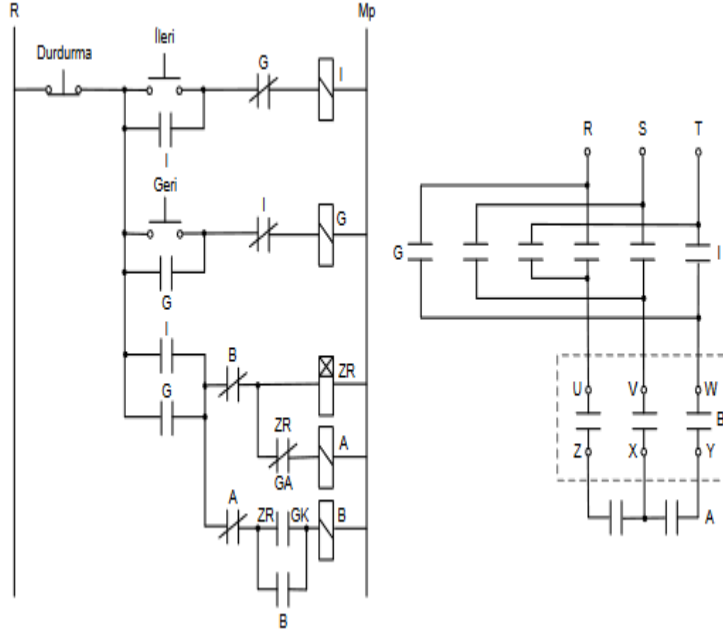 R Mp
Durdurma İleri G I
I
Geri I G
G
I
B ZR
G
ZR A
GA
A ZR GK B
B
R S T
G I
U V W
B
Z X Y
A